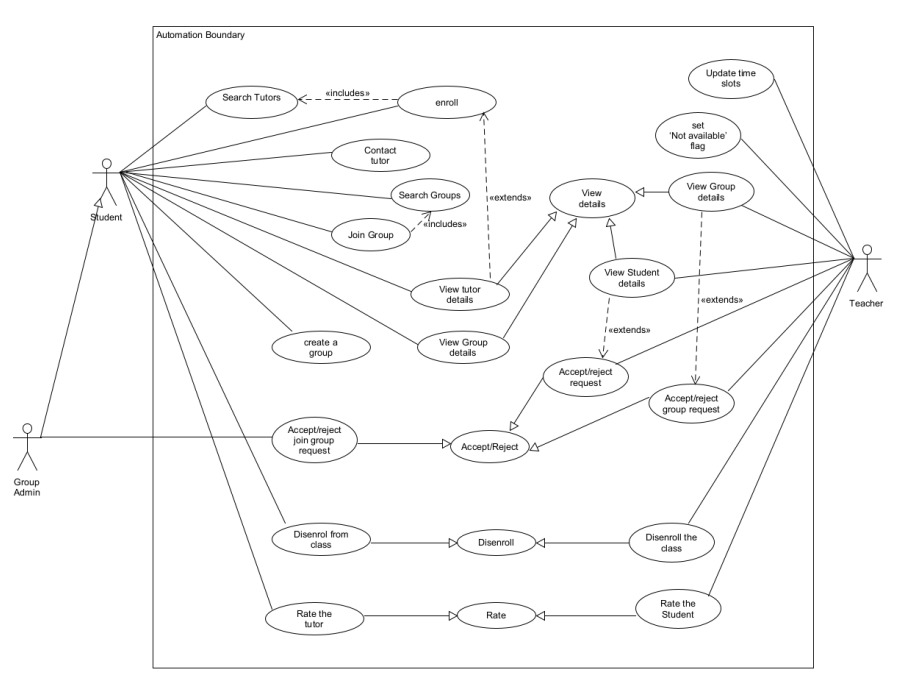 Automation Boundary
Update time
slots
Search Tutors
«includes»
enroll
set
'Not available'
flag
Contact
tutor
Student
Search Groups
«extends»
View
details
View Group
details
Join Group
«includes»
View tutor
details
View Student
details
Teacher
«extends»
«extends»
create a
group
View Group
details
Accept/reject
request
Accept/reject
group request
Group
Admin
Accept/reject
join group
request
Accept/Reject
Disenrol from
class
Disenroll
Disenroll the
class
Rate the
tutor
Rate
Rate the
Student